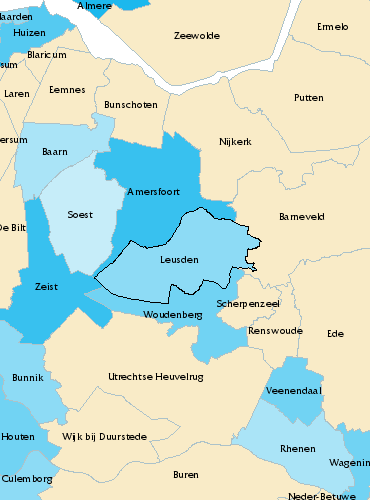 Almere
aarden
Huizen
Zeewolde
Ermelo
Blaricum
sum
Laren
Eemnes
Bunschoten
Putten
ersum
Baarn
Nijkerk
Amersfoort
Soest
Barneveld
De Bilt
Leusden
Zeist
Scherpenzeel
Woudenberg
Renswoude
Ede
Bunnik
Utrechtse Heuvelrug
Veenendaal
Houten
Wijk bij Duurstede
Rhenen
Wagenin
Culemborg
Buren
Neder-Betuwe